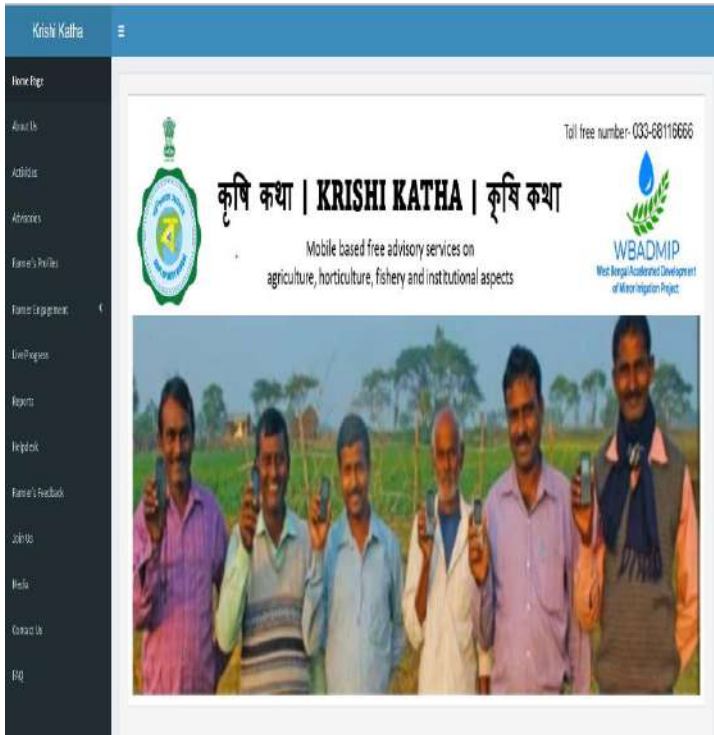 Krishi Katha
Home Page
About Us
Activities
Advisories
Farmer's Profiles
Farmer Engagement
Live Progress
Reports
Helpdesk
Farmer's Feedback
Join Us
Media
Contact Us
FAQ
Toll free number- 033-68116666
कृषि कथा | KRISHI KATHA | कृषि कथा
Mobile based free advisory services on
agriculture, horticulture, fishery and institutional aspects
WBADMIP
West Bengal Accelerated Development
of Minor Irrigation Project